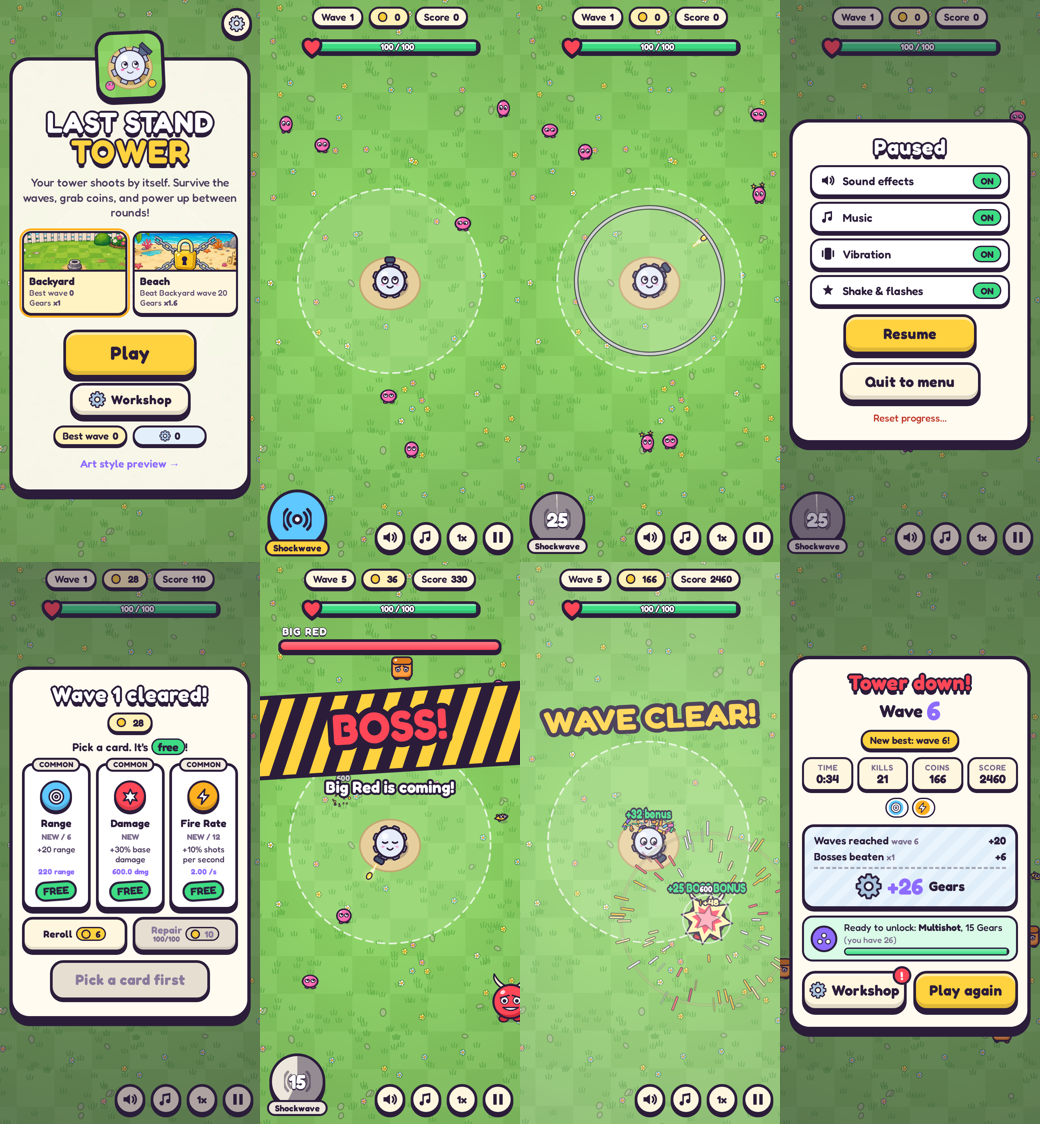 LAST STAND
TOWER
Your tower shoots by itself. Survive the
waves, grab coins, and power up between
rounds!
Backyard
Best wave 0
Gears x1
Beach
Beat Backyard wave 20
Gears x1.6
Play
Workshop
Best wave 0
0
Art style preview →
Wave 1
0
Score 0
100/100
Shockwave
1x
Wave 1
0
Score 0
100/100
25
Shockwave
1x
Wave 1
0
Score 0
100/100
Paused
Sound effects
ON
Music
ON
Vibration
ON
Shake & flashes
ON
Resume
Quit to menu
Reset progress...
25
Shockwave
1x
Wave 1
28
Score 110
100/100
Wave 1 cleared!
28
Pick a card. It's free!
COMMON
Range
NEW / 6
+20 range
220 range
FREE
COMMON
Damage
NEW
+30% base
damage
600.0 dmg
FREE
COMMON
Fire Rate
NEW / 12
+10% shots
per second
2.00 /s
FREE
Reroll 6
Repair
100/100
10
Pick a card first
1x
Wave 5
36
Score 330
100/100
BIG RED
BOSS!
Big Red is coming!
15
Shockwave
1x
Wave 5
166
Score 2460
100/100
WAVE CLEAR!
+32 bonus
600
1x
Tower down!
Wave 6
New best: wave 6!
TIME
0:34
KILLS
21
COINS
166
SCORE
2460
Waves reached wave 6
+20
Bosses beaten x1
+6
+26 Gears
Ready to unlock: Multishot, 15 Gears
(you have 26)
Workshop
!
Play again